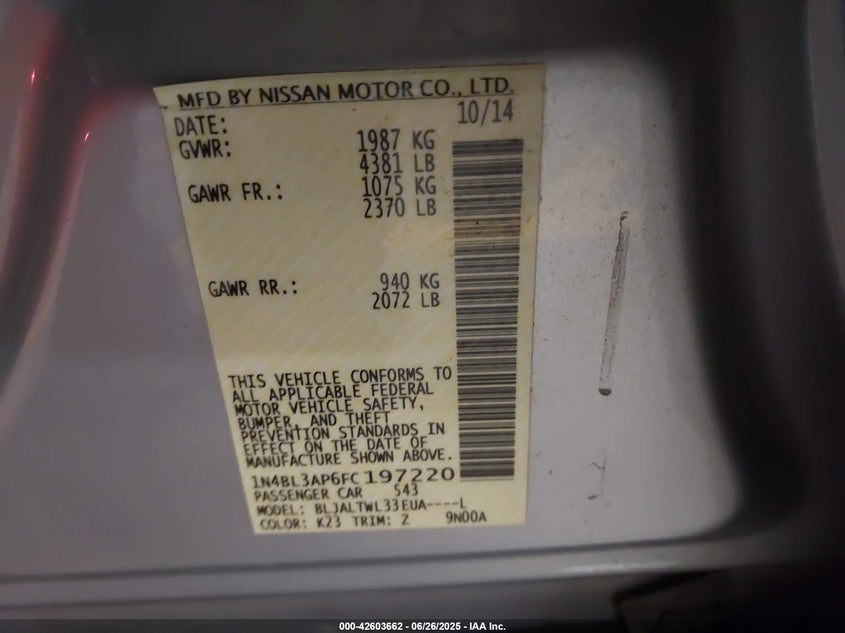 MFD BY NISSAN MOTOR CO., LTD.
DATE: 10/14
GVWR: 1987 KG
4381 LB
GAWR FR.: 1075 KG
2370 LB
GAWR RR.: 940 KG
2072 LB
THIS VEHICLE CONFORMS TO
ALL APPLICABLE FEDERAL
MOTOR VEHICLE SAFETY,
BUMPER, AND THEFT
PREVENTION STANDARDS IN
EFFECT ON THE DATE OF
MANUFACTURE SHOWN ABOVE.
1N4BL3AP6FC197220
PASSENGER CAR 543
MODEL: BLJALTWL33EUA----L
COLOR: K23 TRIM: Z 9N00A
000-42603662 - 06/26/2025 - IAA Inc.